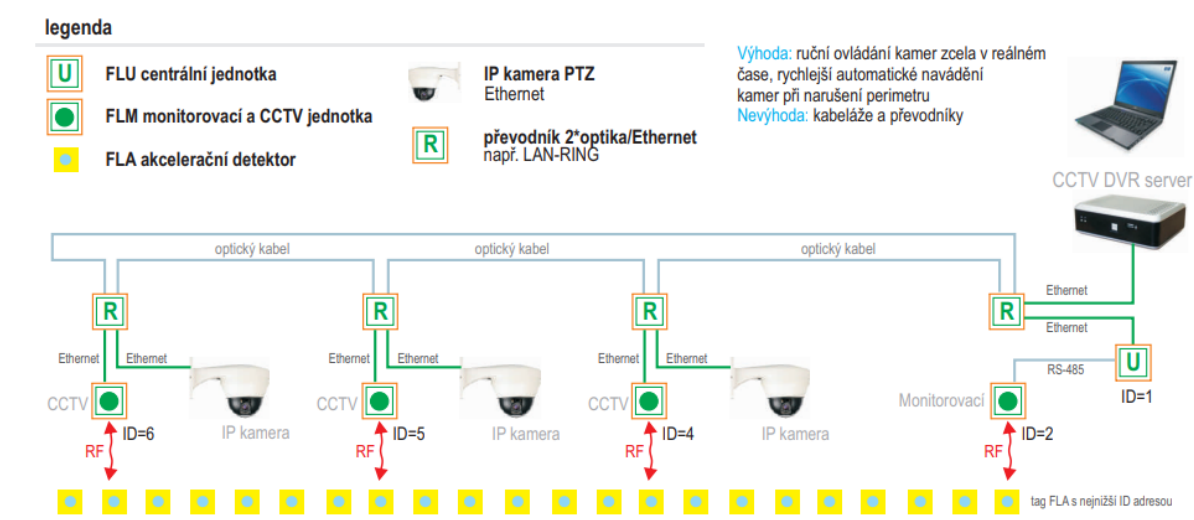 legenda
U
FLU centrální jednotka
FLM monitorovací a CCTV jednotka
FLA akcelerační detektor
IP kamera PTZ
Ethernet
R
převodník 2*optika/Ethernet
např. LAN-RING
Výhoda: ruční ovládání kamer zcela v reálném
čase, rychlejší automatické navádění
kamer při narušení perimetru
Nevýhoda: kabeláže a převodníky
CCTV DVR server
optický kabel
optický kabel
optický kabel
R
R
R
R
Ethernet
Ethernet
Ethernet
Ethernet
Ethernet
Ethernet
Ethernet
Ethernet
RS-485
U
ID=1
CCTV
ID=6
IP kamera
CCTV
ID=5
IP kamera
CCTV
ID=4
IP kamera
Monitorovací
ID=2
RF
RF
RF
RF
tag FLA s nejnižší ID adresou